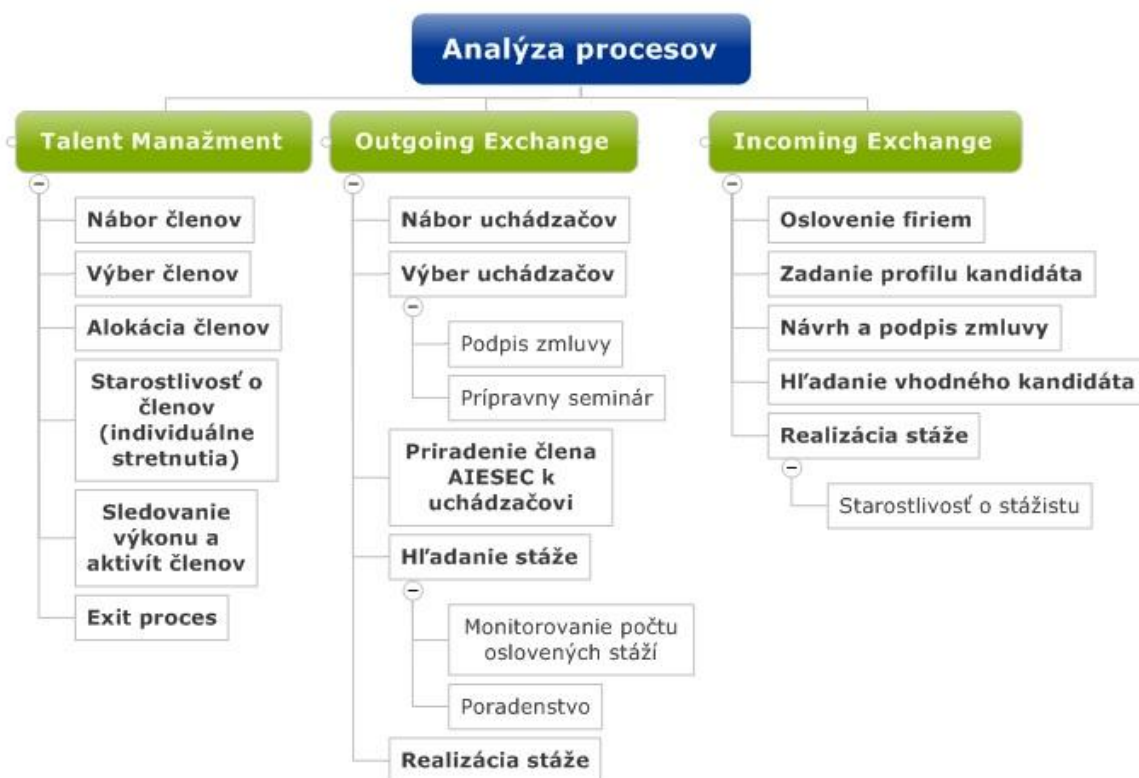 Analýza procesov
Talent Manažment
Nábor členov
Výber členov
Alokácia členov
Starostlivosť o
členov
(individuálne
stretnutia)
Sledovanie
výkonu a
aktivít členov
Exit proces
Outgoing Exchange
Nábor uchádzačov
Výber uchádzačov
Podpis zmluvy
Prípravny seminár
Priradenie člena
AIESEC k
uchádzačovi
Hľadanie stáže
Monitorovanie počtu
oslovených stáží
Poradenstvo
Realizácia stáže
Incoming Exchange
Oslovenie firiem
Zadanie profilu kandidáta
Návrh a podpis zmluvy
Hľadanie vhodného kandidáta
Realizácia stáže
Starostlivosť o stážistu